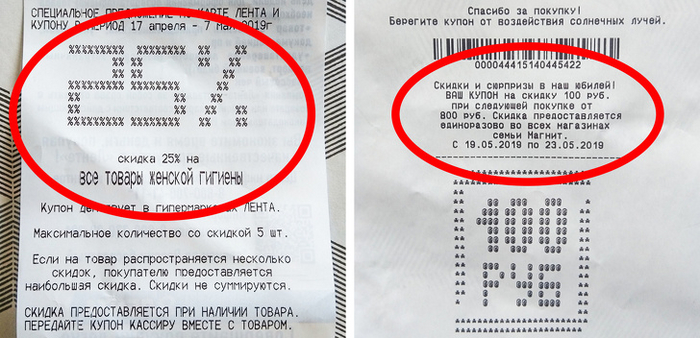 СПЕЦИАЛЬНОЕ ПРЕДЛОЖЕНИЕ ПО КАРТЕ ЛЕНТА И
КУПОНУ В ПЕРИОД 17 апреля - 7 мая 2019г
25%
скидка 25% на
все товары женской гигиены
Купон действует в гипермаркетах ЛЕНТА.
Максимальное количество со скидкой 5 шт.
Если на товар распространяется несколько
скидок, покупателю предоставляется
наибольшая скидка. Скидки не суммируются.
СКИДКА ПРЕДОСТАВЛЯЕТСЯ ПРИ НАЛИЧИИ ТОВАРА.
ПЕРЕДАЙТЕ КУПОН КАССИРУ ВМЕСТЕ С ТОВАРОМ.
Спасибо за покупку!
Берегите купон от воздействия солнечных лучей.
000044415140445422
Скидки и сюрпризы в наш юбилей!
ВАШ КУПОН на скидку 100 руб.
при следующей покупке от
800 руб. Скидка предоставляется
единоразово во всех магазинах
семьи Магнит.
С 19.05.2019 по 23.05.2019
100
РУБ